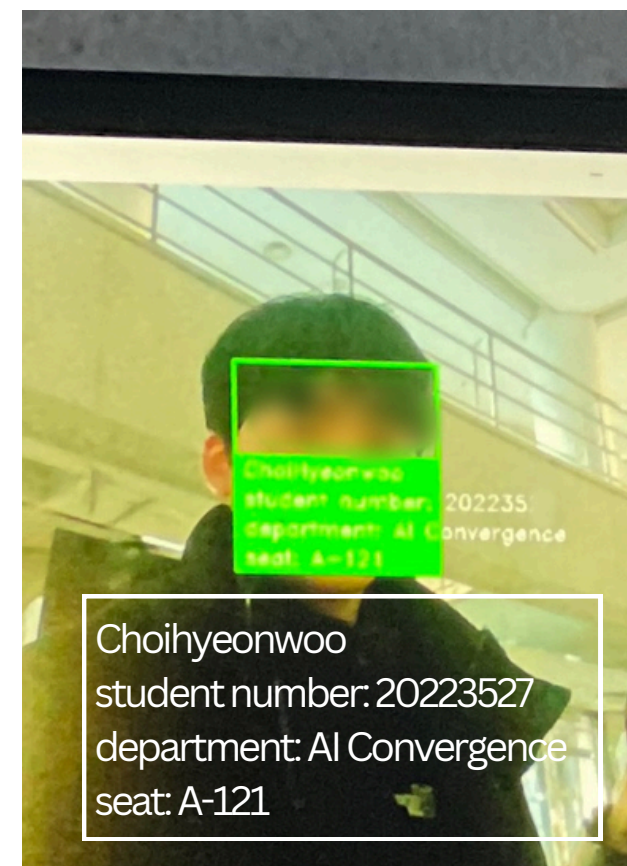 ChoiHyeonwoo
student number: 202235
department: AI Convergence
seat: A-121
Choihyeonwoo
student number: 20223527
department: AI Convergence
seat: A-121